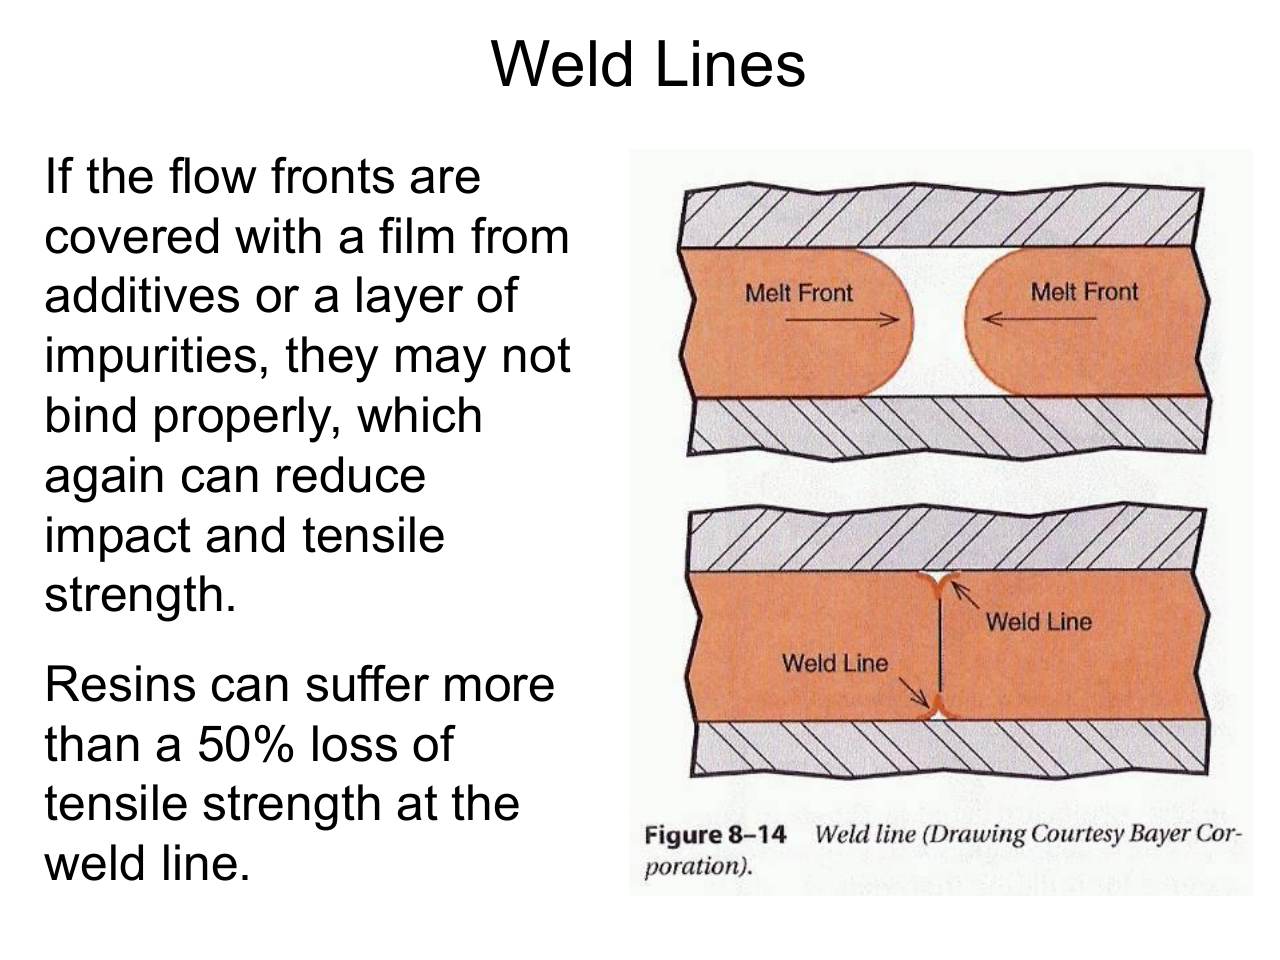 Weld Lines
If the flow fronts are
covered with a film from
additives or a layer of
impurities, they may not
bind properly, which
again can reduce
impact and tensile
strength.
Resins can suffer more
than a 50% loss of
tensile strength at the
weld line.
Melt Front
Melt Front
Weld Line
Weld Line
Figure 8–14 Weld line (Drawing Courtesy Bayer Cor-
poration).